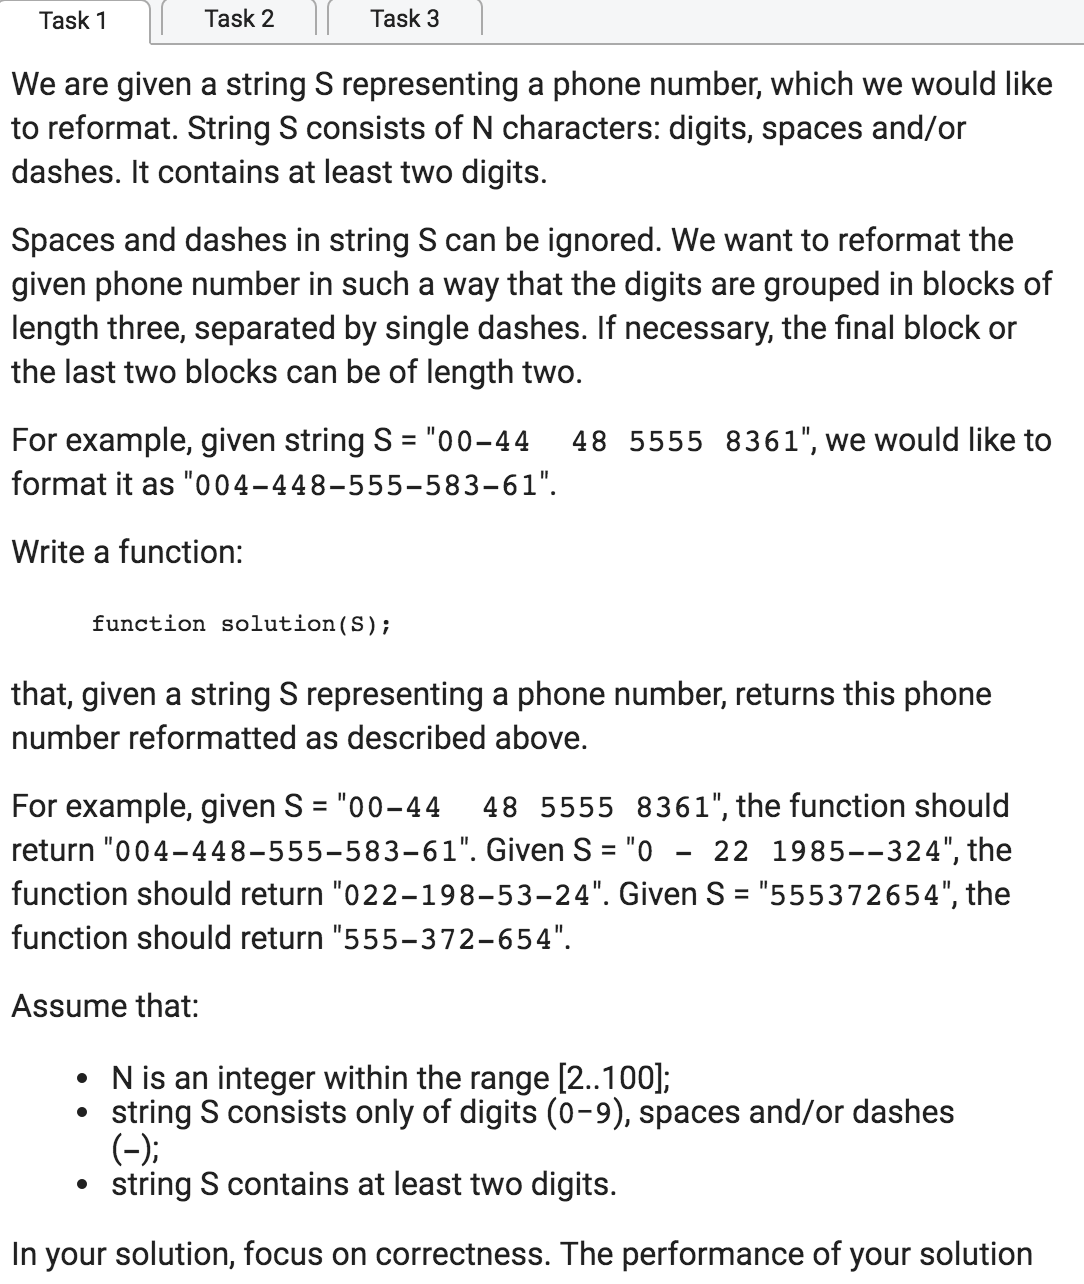 Task 1
Task 2
Task 3
We are given a string S representing a phone number, which we would like
to reformat. String S consists of N characters: digits, spaces and/or
dashes. It contains at least two digits.
Spaces and dashes in string S can be ignored. We want to reformat the
given phone number in such a way that the digits are grouped in blocks of
length three, separated by single dashes. If necessary, the final block or
the last two blocks can be of length two.
For example, given string S = "00-44  48 5555 8361", we would like to
format it as "004-448-555-583-61".
Write a function:
function solution(S);
that, given a string S representing a phone number, returns this phone
number reformatted as described above.
For example, given S = "00-44  48 5555 8361", the function should
return "004-448-555-583-61". Given S = "0 - 22 1985--324", the
function should return "022-198-53-24". Given S = "555372654", the
function should return "555-372-654".
Assume that:
• N is an integer within the range [2..100];
• string S consists only of digits (0-9), spaces and/or dashes
(-);
• string S contains at least two digits.
In your solution, focus on correctness. The performance of your solution